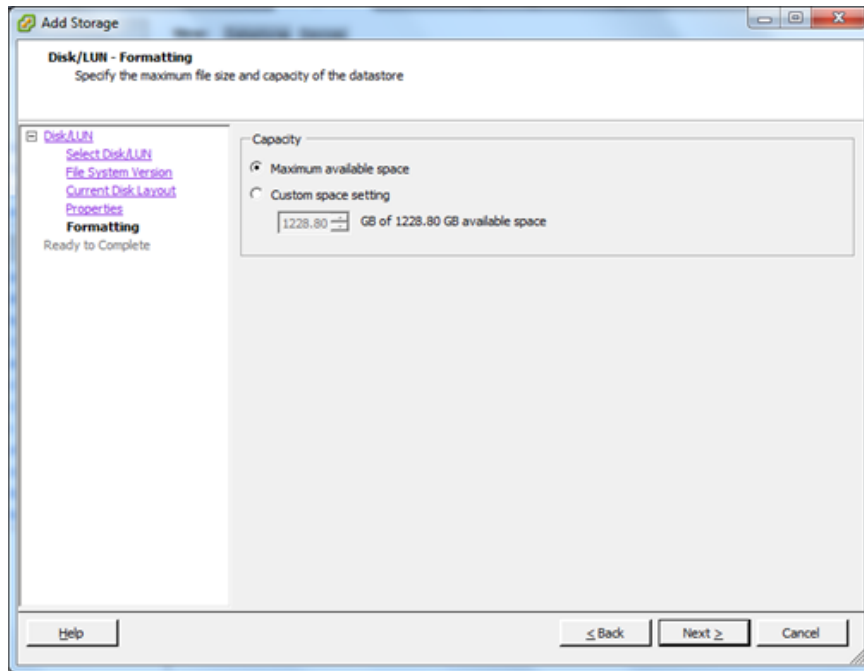 Add Storage
Disk/LUN - Formatting
Specify the maximum file size and capacity of the datastore
Disk/LUN
Select Disk/LUN
File System Version
Current Disk Layout
Properties
Formatting
Ready to Complete
Capacity
Maximum available space
Custom space setting
1228.80 GB of 1228.80 GB available space
Help
< Back
Next >
Cancel